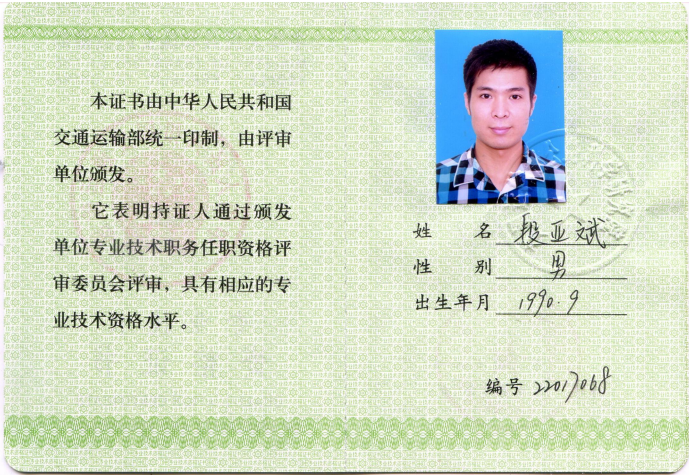 本证书由中华人民共和国
交通运输部统一印制，由评审
单位颁发。
它表明持证人通过颁发
单位专业技术职务任职资格评
审委员会评审，具有相应的专
业技术资格水平。
姓 名 段亚斌
性 别 男
出生年月 1990.9
编号 22017068